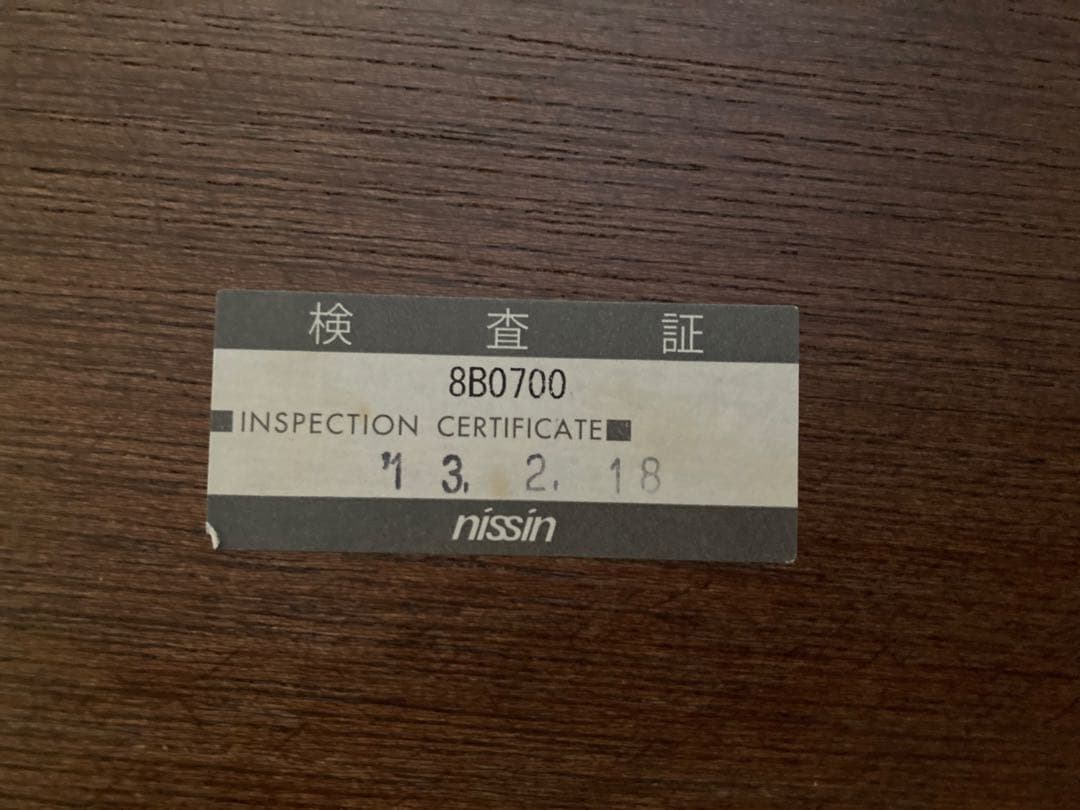 検査証
8B0700
■INSPECTION CERTIFICATE■
'13. 2. 18
nissin